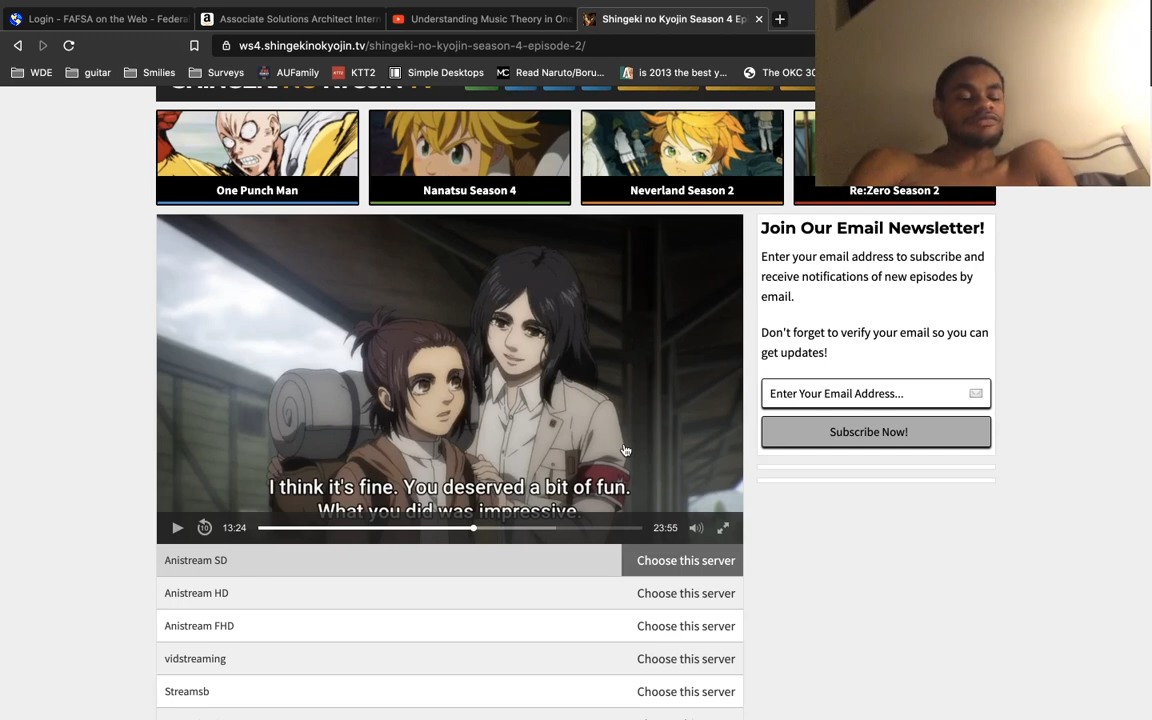 Login - FAFSA on the Web - Federa
Associate Solutions Architect Intern
Understanding Music Theory in One
Shingeki no Kyojin Season 4 Epi
ws4.shingekinokyojin.tv/shingeki-no-kyojin-season-4-episode-2/
WDE guitar Smilies Surveys AUFamily KTT2 Simple Desktops Read Naruto/Boru... is 2013 the best y... The OKC 30
SHINGEKI NO KYOJIN TV
One Punch Man
Nanatsu Season 4
Neverland Season 2
Re:Zero Season 2
I think it's fine. You deserved a bit of fun.
What you did was impressive.
10 13:24 23:55
Join Our Email Newsletter!
Enter your email address to subscribe and
receive notifications of new episodes by
email.
Don't forget to verify your email so you can
get updates!
Enter Your Email Address...
Subscribe Now!
Anistream SD Choose this server
Anistream HD Choose this server
Anistream FHD Choose this server
vidstreaming Choose this server
Streamsb Choose this server